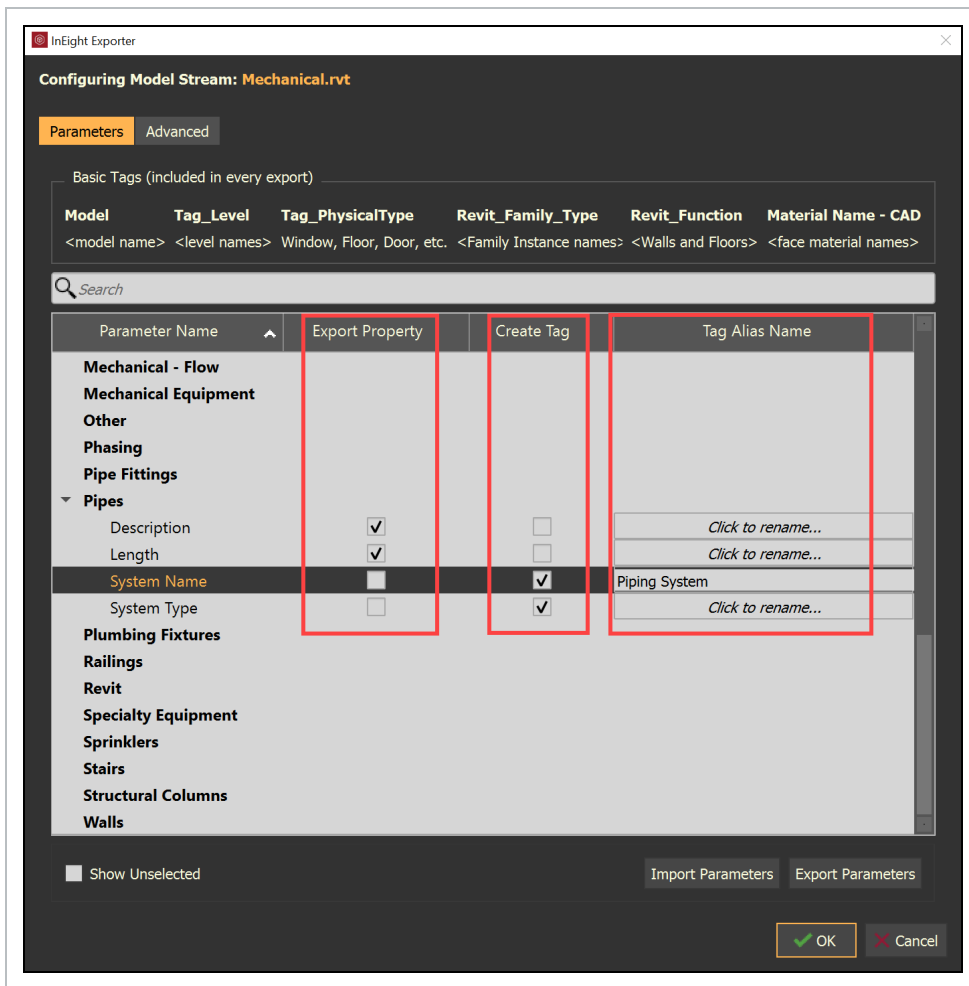 InEight Exporter
Configuring Model Stream: Mechanical.rvt
Parameters Advanced
Basic Tags (included in every export)
Model Tag_Level Tag_PhysicalType Revit_Family_Type Revit_Function Material Name - CAD
<model name> <level names> Window, Floor, Door, etc. <Family Instance names> <Walls and Floors> <face material names>
Search
Parameter Name Export Property Create Tag Tag Alias Name
Mechanical - Flow
Mechanical Equipment
Other
Phasing
Pipe Fittings
Pipes
Description Click to rename...
Length Click to rename...
System Name Piping System
System Type Click to rename...
Plumbing Fixtures
Railings
Revit
Specialty Equipment
Sprinklers
Stairs
Structural Columns
Walls
Show Unselected Import Parameters Export Parameters
OK Cancel